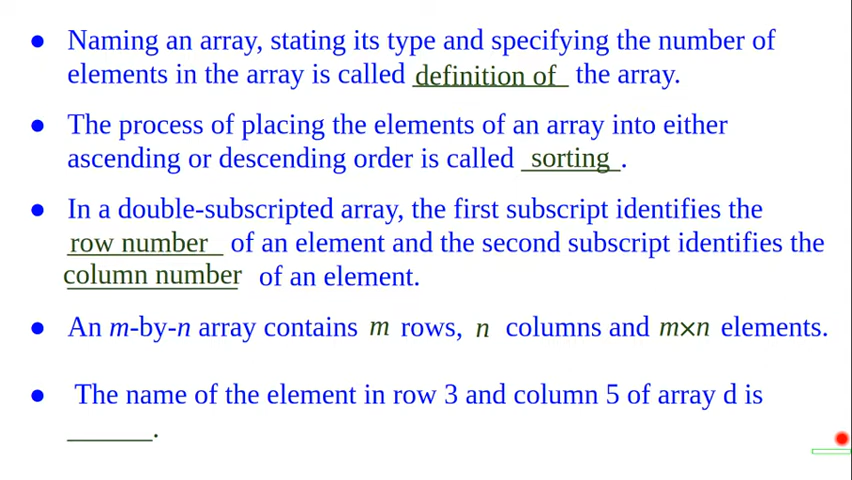 ● Naming an array, stating its type and specifying the number of
elements in the array is called definition of the array.
● The process of placing the elements of an array into either
ascending or descending order is called sorting.
● In a double-subscripted array, the first subscript identifies the
row number of an element and the second subscript identifies the
column number of an element.
● An m-by-n array contains m rows, n columns and m×n elements.
● The name of the element in row 3 and column 5 of array d is
______.